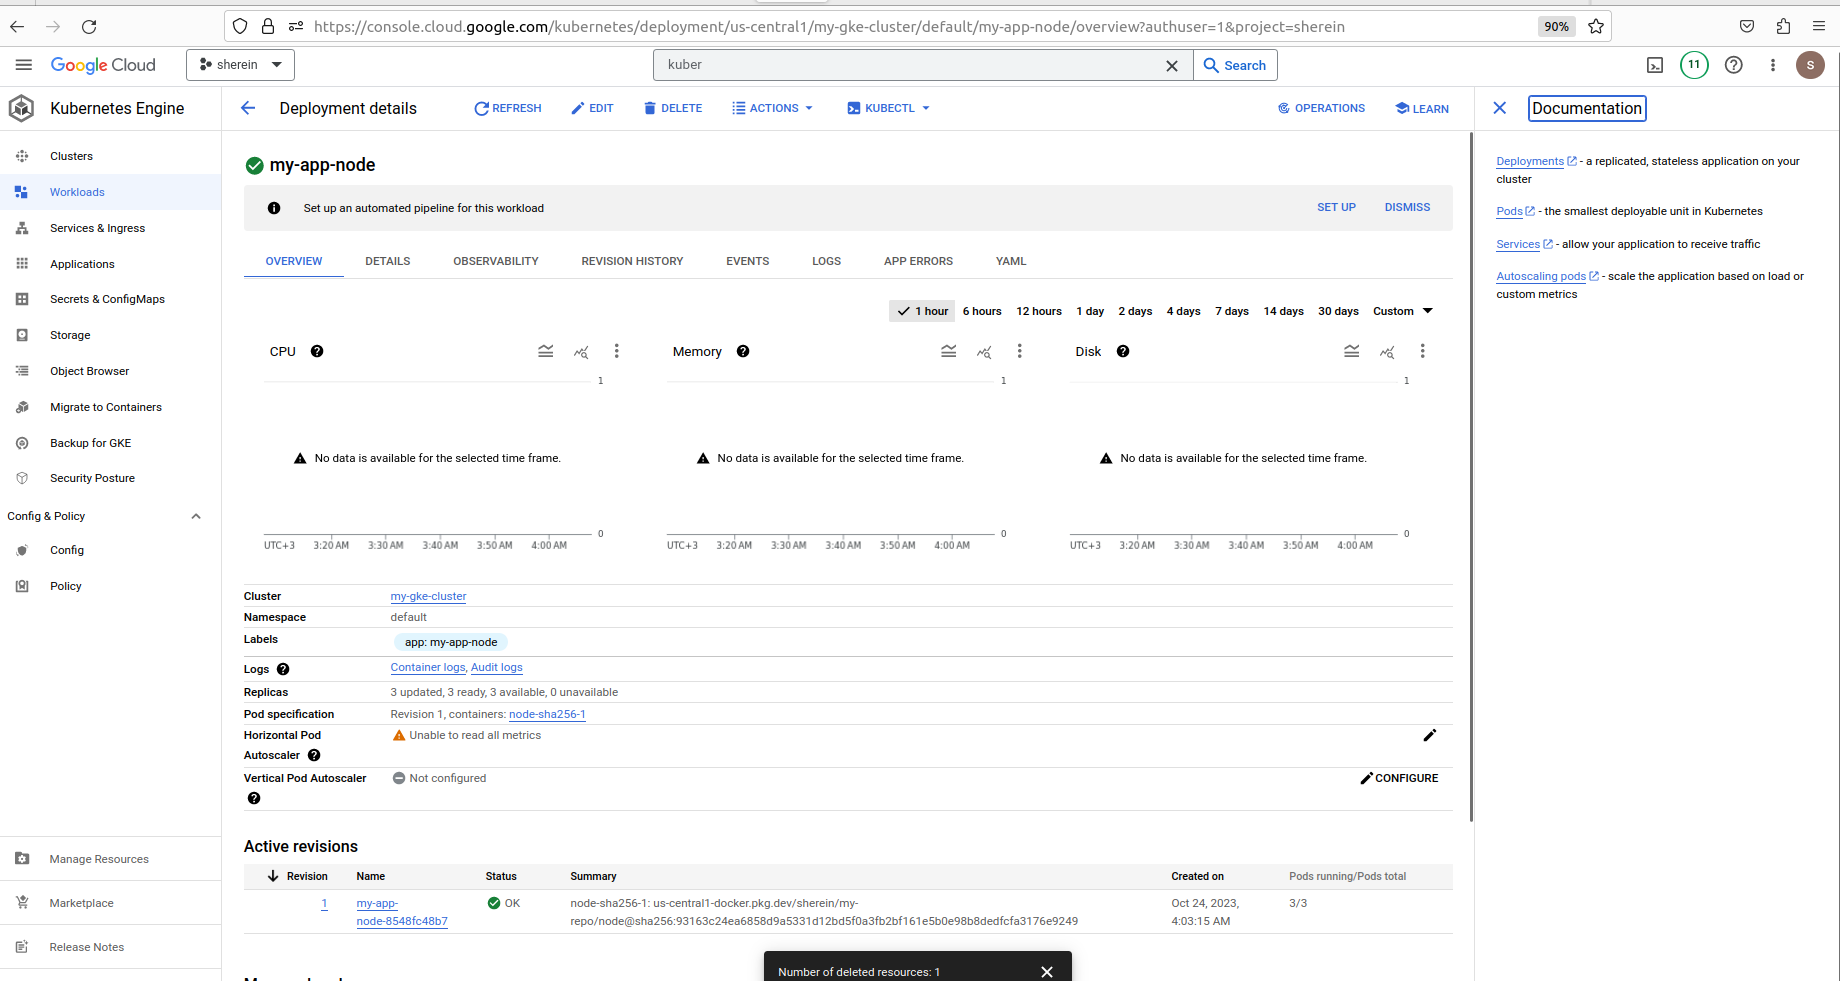 https://console.cloud.google.com/kubernetes/deployment/us-central1/my-gke-cluster/default/my-app-node/overview?authuser=1&project=sherein
90%
Google Cloud
sherein
kuber
Search
11
S
Kubernetes Engine
Deployment details
REFRESH
EDIT
DELETE
ACTIONS
KUBECTL
OPERATIONS
LEARN
Documentation
Clusters
Workloads
Services & Ingress
Applications
Secrets & ConfigMaps
Storage
Object Browser
Migrate to Containers
Backup for GKE
Security Posture
Config & Policy
Config
Policy
Manage Resources
Marketplace
Release Notes
my-app-node
Set up an automated pipeline for this workload
SET UP
DISMISS
OVERVIEW
DETAILS
OBSERVABILITY
REVISION HISTORY
EVENTS
LOGS
APP ERRORS
YAML
1 hour
6 hours
12 hours
1 day
2 days
4 days
7 days
14 days
30 days
Custom
CPU
1
No data is available for the selected time frame.
0
UTC+3 3:20 AM 3:30 AM 3:40 AM 3:50 AM 4:00 AM
Memory
1
No data is available for the selected time frame.
0
UTC+3 3:20 AM 3:30 AM 3:40 AM 3:50 AM 4:00 AM
Disk
1
No data is available for the selected time frame.
0
UTC+3 3:20 AM 3:30 AM 3:40 AM 3:50 AM 4:00 AM
Cluster my-gke-cluster
Namespace default
Labels app: my-app-node
Logs Container logs, Audit logs
Replicas 3 updated, 3 ready, 3 available, 0 unavailable
Pod specification Revision 1, containers: node-sha256-1
Horizontal Pod Unable to read all metrics
Autoscaler
Vertical Pod Autoscaler Not configured CONFIGURE
Active revisions
Revision Name Status Summary Created on Pods running/Pods total
1 my-app- OK node-sha256-1: us-central1-docker.pkg.dev/sherein/my- Oct 24, 2023, 3/3
node-8548fc48b7 repo/node@sha256:93163c24ea6858d9a5331d12bd5f0a3fb2bf161e5b0e98b8dedfcfa3176e9249 4:03:15 AM
Number of deleted resources: 1
Deployments - a replicated, stateless application on your
cluster
Pods - the smallest deployable unit in Kubernetes
Services - allow your application to receive traffic
Autoscaling pods - scale the application based on load or
custom metrics